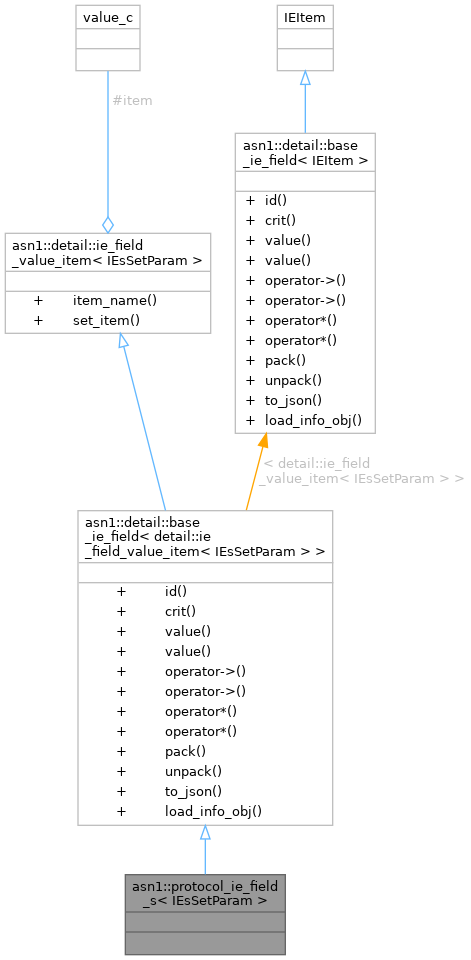 value_c
IEItem
#item
asn1::detail::base
_ie_field< IEItem >
+ id()
+ crit()
+ value()
+ value()
+ operator->()
+ operator->()
+ operator*()
+ operator*()
+ pack()
+ unpack()
+ to_json()
+ load_info_obj()
asn1::detail::ie_field
_value_item< IEsSetParam >
+ item_name()
+ set_item()
< detail::ie_field
_value_item< IEsSetParam > >
asn1::detail::base
_ie_field< detail::ie
_field_value_item< IEsSetParam > >
+ id()
+ crit()
+ value()
+ value()
+ operator->()
+ operator->()
+ operator*()
+ operator*()
+ pack()
+ unpack()
+ to_json()
+ load_info_obj()
asn1::protocol_ie_field
_s< IEsSetParam >